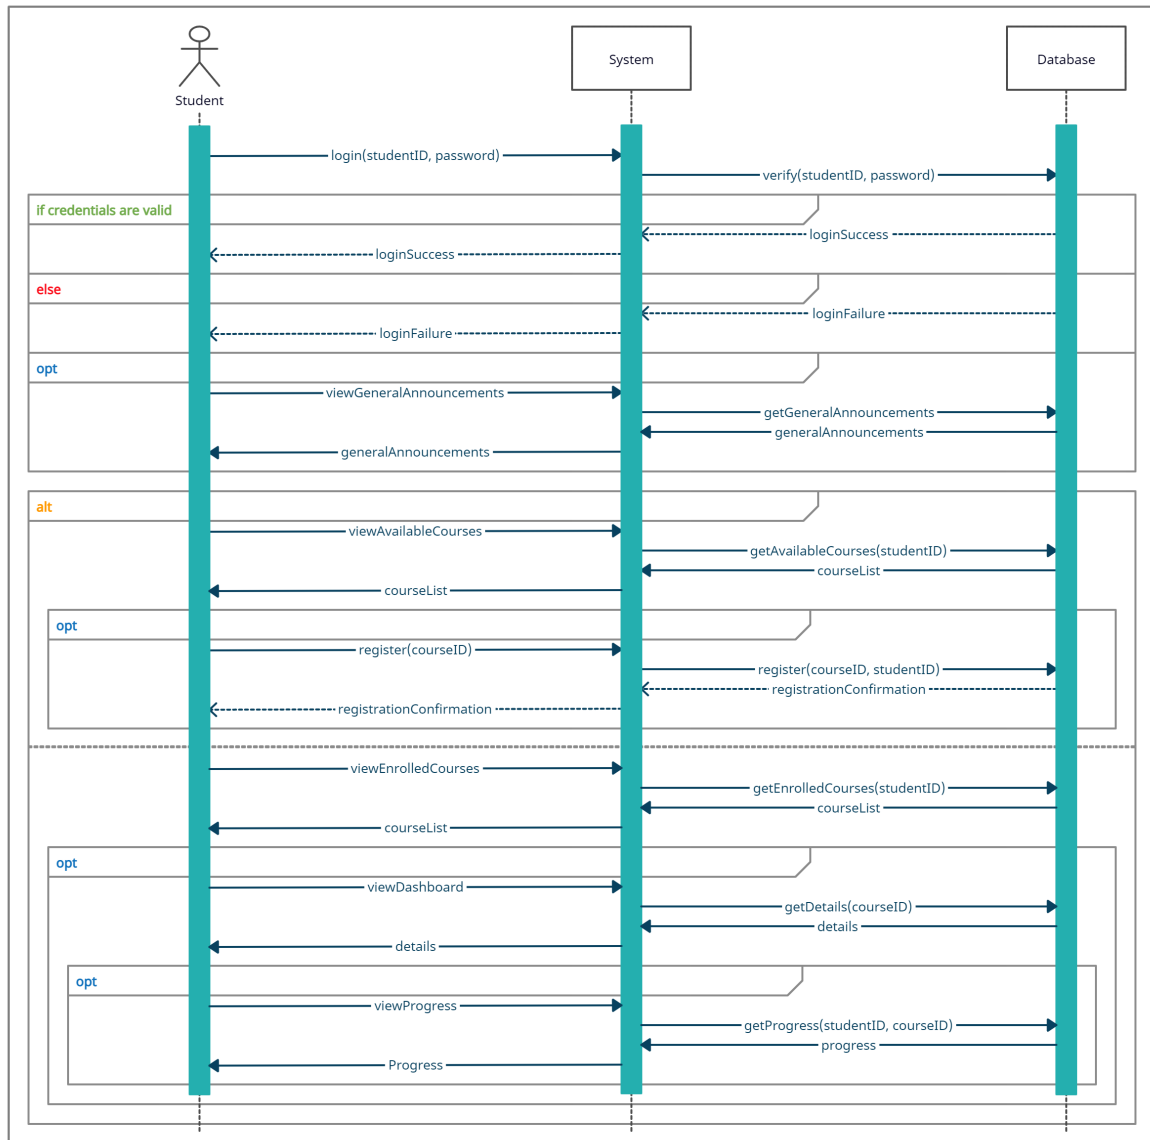 Student
System
Database
login(studentID, password)
verify(studentID, password)
if credentials are valid
loginSuccess
loginSuccess
else
loginFailure
loginFailure
opt
viewGeneralAnnouncements
getGeneralAnnouncements
generalAnnouncements
generalAnnouncements
alt
viewAvailableCourses
getAvailableCourses(studentID)
courseList
courseList
opt
register(courseID)
register(courseID, studentID)
registrationConfirmation
registrationConfirmation
viewEnrolledCourses
getEnrolledCourses(studentID)
courseList
courseList
opt
viewDashboard
getDetails(courseID)
details
details
opt
viewProgress
getProgress(studentID, courseID)
progress
Progress